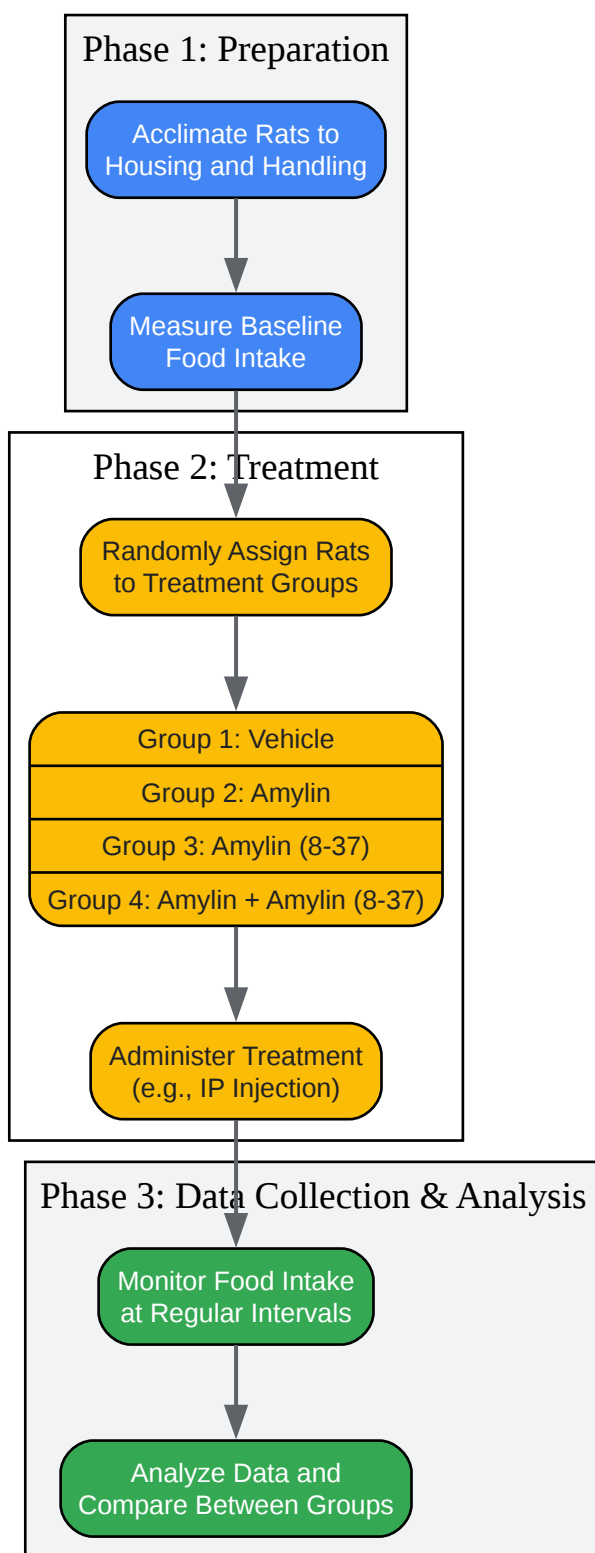 Phase 1: Preparation
Acclimate Rats to
Housing and Handling
Measure Baseline
Food Intake
Phase 2: Treatment
Randomly Assign Rats
to Treatment Groups
Group 1: Vehicle
Group 2: Amylin
Group 3: Amylin (8-37)
Group 4: Amylin + Amylin (8-37)
Administer Treatment
(e.g., IP Injection)
Phase 3: Data Collection & Analysis
Monitor Food Intake
at Regular Intervals
Analyze Data and
Compare Between Groups